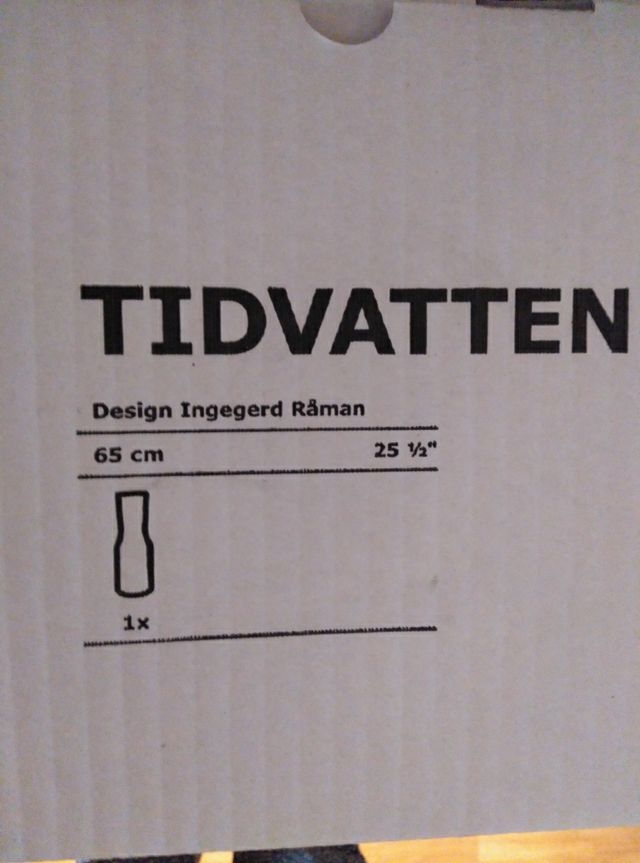 TIDVATTEN
Design Ingegerd Råman
65 cm 25 ½"
1x